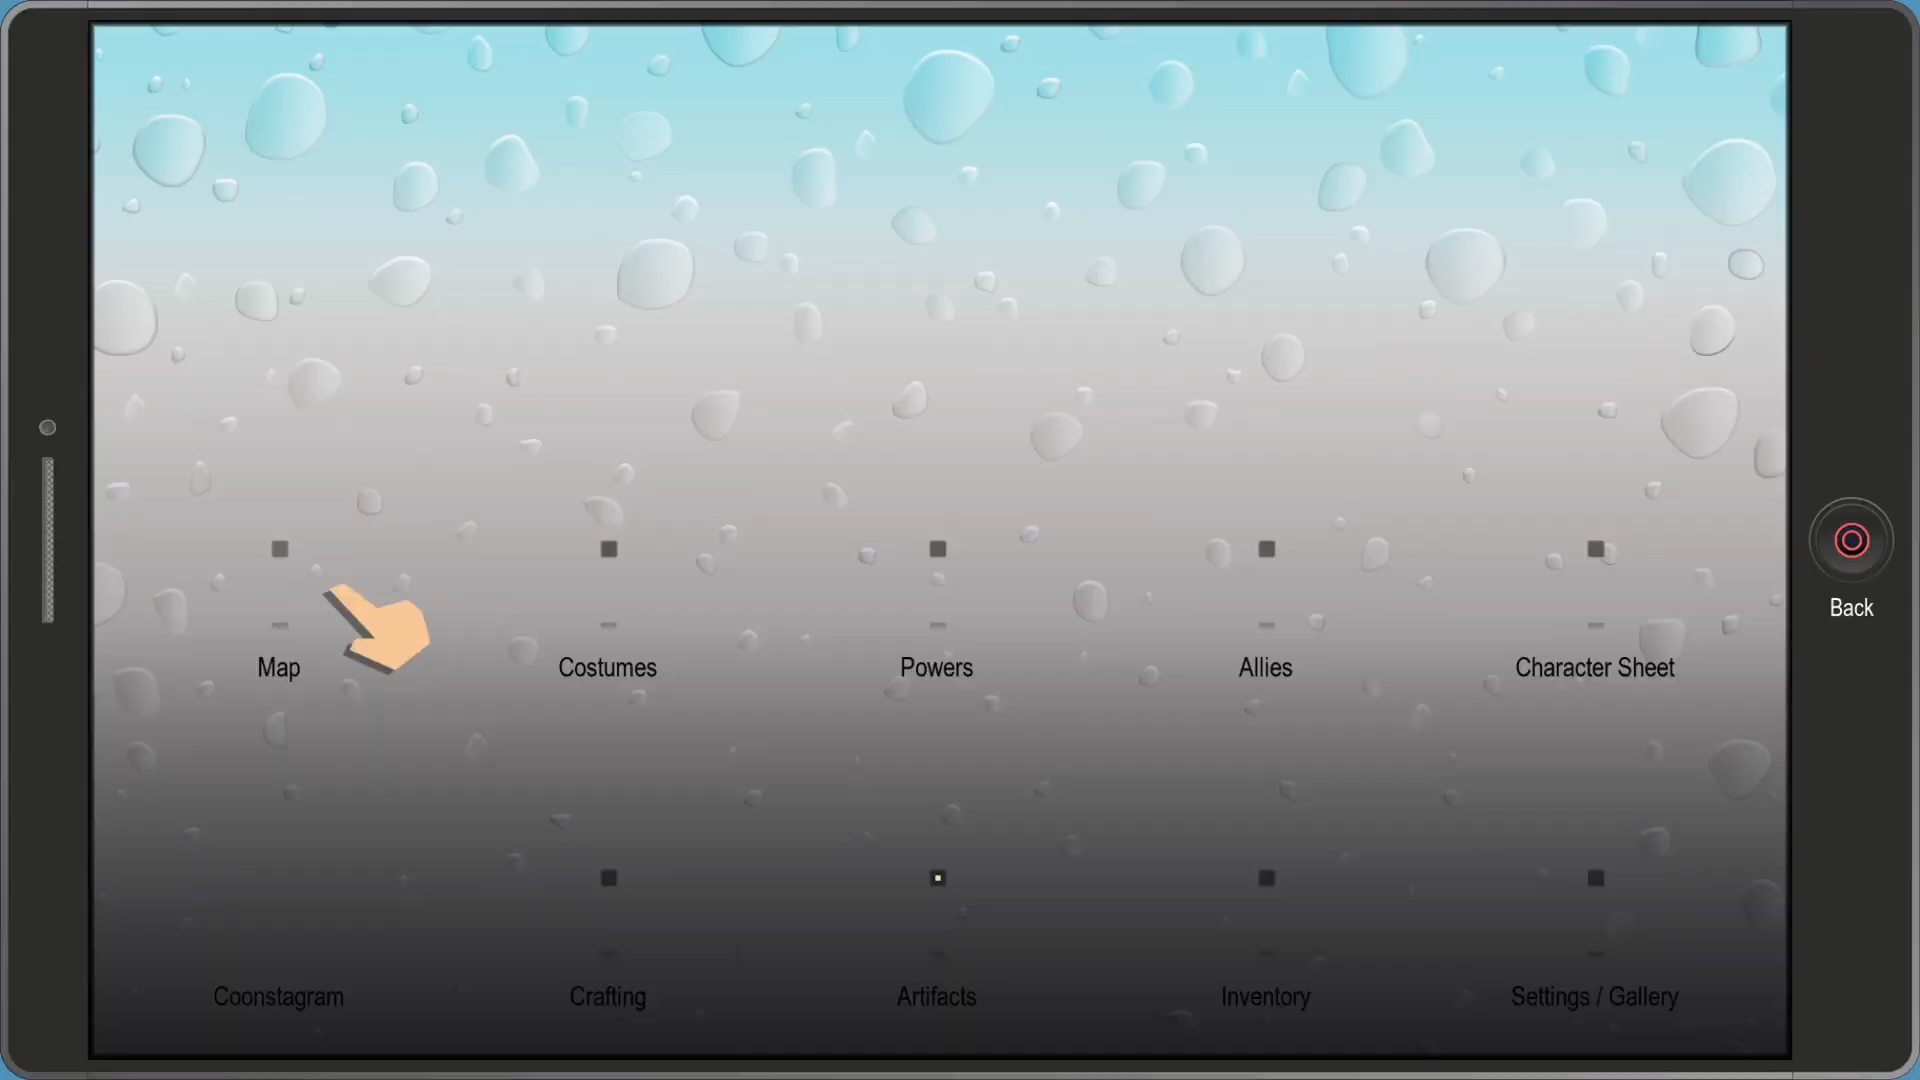 Map
Costumes
Powers
Allies
Character Sheet
Back
Coonstagram
Crafting
Artifacts
Inventory
Settings / Gallery